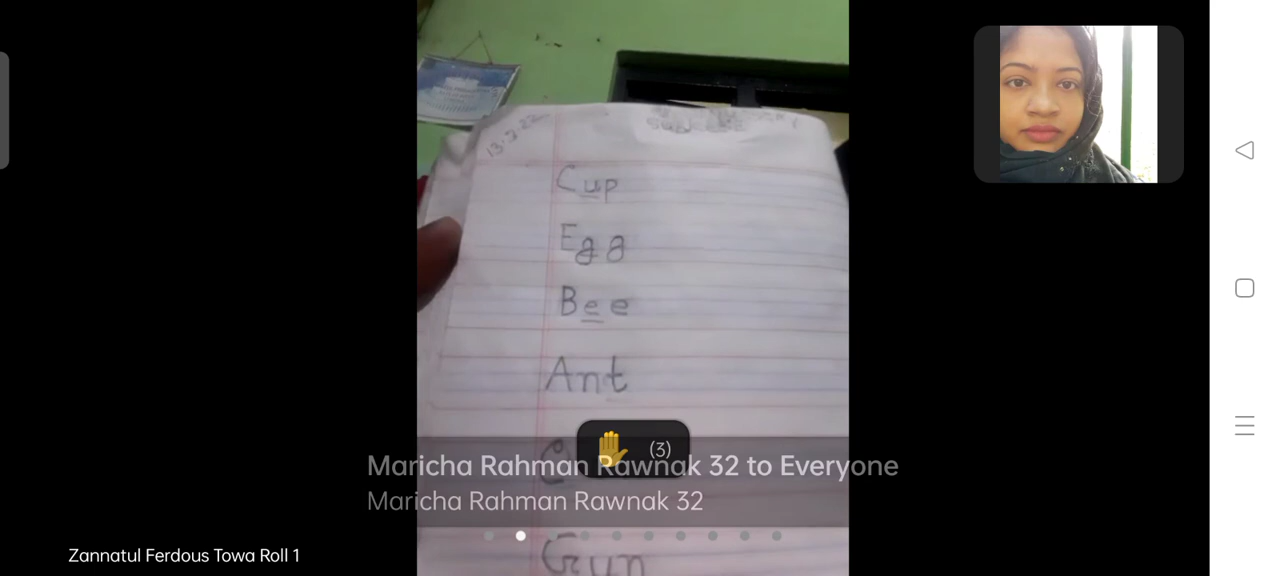 13.7.22
Cup
Egg
Bee
Ant
(3)
Maricha Rahman Rawnak 32 to Everyone
Maricha Rahman Rawnak 32
Gun
Zannatul Ferdous Towa Roll 1